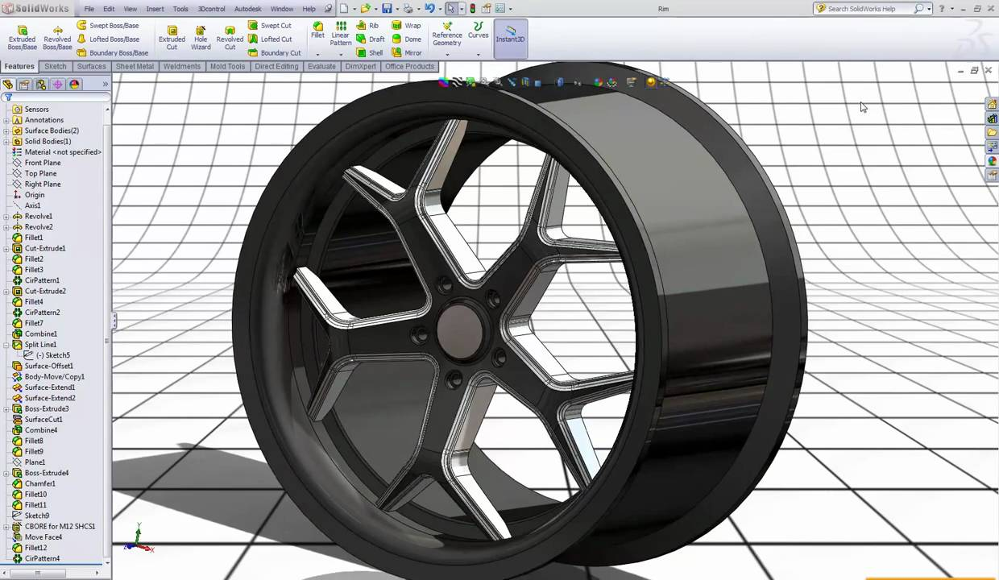 SolidWorks File Edit View Insert Tools 3Dcontrol Autodesk Window Help Rim Search SolidWorks Help
Extruded Boss/Base Revolved Boss/Base Swept Boss/Base Lofted Boss/Base Boundary Boss/Base Extruded Cut Hole Wizard Revolved Cut Swept Cut Lofted Cut Boundary Cut Fillet Linear Pattern Rib Draft Shell Wrap Dome Mirror Reference Geometry Curves Instant3D
Features Sketch Surfaces Sheet Metal Weldments Mold Tools Direct Editing Evaluate DimXpert Office Products
Sensors
Annotations
Surface Bodies(2)
Solid Bodies(1)
Material <not specified>
Front Plane
Top Plane
Right Plane
Origin
Axis1
Revolve1
Revolve2
Fillet1
Cut-Extrude1
Fillet2
Fillet3
CirPattern1
Cut-Extrude2
Fillet4
CirPattern2
Fillet7
Combine1
Split Line1
(-) Sketch5
Surface-Offset1
Body-Move/Copy1
Surface-Extend1
Surface-Extend2
Boss-Extrude3
SurfaceCut1
Combine4
Fillet8
Fillet9
Plane1
Boss-Extrude4
Chamfer1
Fillet10
Fillet11
Sketch9
CBORE for M12 SHCS1
Move Face4
Fillet12
CirPattern4
Y
Z X